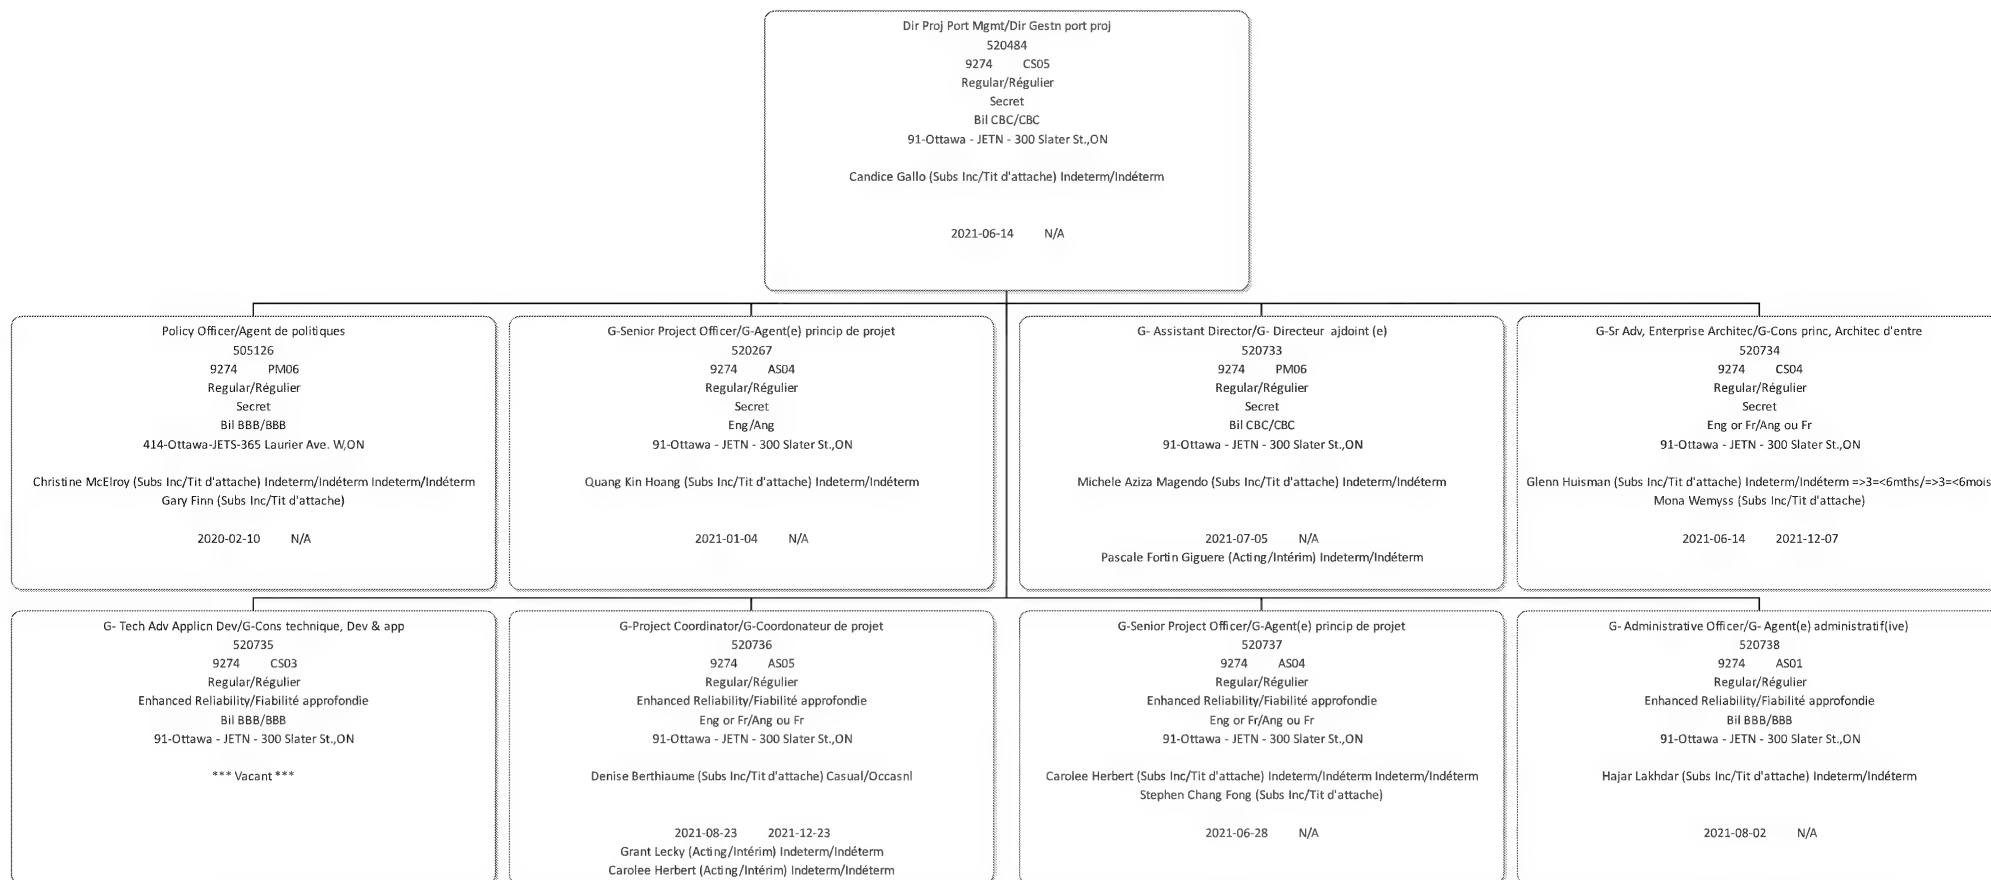 Dir Proj Port Mgmt/Dir Gestn port proj
520484
9274 CS05
Regular/Régulier
Secret
Bil CBC/CBC
91-Ottawa - JETN - 300 Slater St.,ON
Candice Gallo (Subs Inc/Tit d'attache) Indeterm/Indéterm
2021-06-14 N/A
Policy Officer/Agent de politiques
505126
9274 PM06
Regular/Régulier
Secret
Bil BBB/BBB
414-Ottawa-JETS-365 Laurier Ave. W,ON
Christine McElroy (Subs Inc/Tit d'attache) Indeterm/Indéterm Indeterm/Indéterm
Gary Finn (Subs Inc/Tit d'attache)
2020-02-10 N/A
G-Senior Project Officer/G-Agent(e) princip de projet
520267
9274 AS04
Regular/Régulier
Secret
Eng/Ang
91-Ottawa - JETN - 300 Slater St.,ON
Quang Kin Hoang (Subs Inc/Tit d'attache) Indeterm/Indéterm
2021-01-04 N/A
G- Assistant Director/G- Directeur ajdoint (e)
520733
9274 PM06
Regular/Régulier
Secret
Bil CBC/CBC
91-Ottawa - JETN - 300 Slater St.,ON
Michele Aziza Magendo (Subs Inc/Tit d'attache) Indeterm/Indéterm
2021-07-05 N/A
Pascale Fortin Giguere (Acting/Intérim) Indeterm/Indéterm
G-Sr Adv, Enterprise Architec/G-Cons princ, Architec d'entre
520734
9274 CS04
Regular/Régulier
Secret
Eng or Fr/Ang ou Fr
91-Ottawa - JETN - 300 Slater St.,ON
Glenn Huisman (Subs Inc/Tit d'attache) Indeterm/Indéterm =>3=<6mths/=>3=<6mois
Mona Wemyss (Subs Inc/Tit d'attache)
2021-06-14 2021-12-07
G- Tech Adv Applicn Dev/G-Cons technique, Dev & app
520735
9274 CS03
Regular/Régulier
Enhanced Reliability/Fiabilité approfondie
Bil BBB/BBB
91-Ottawa - JETN - 300 Slater St.,ON
*** Vacant ***
G-Project Coordinator/G-Coordonateur de projet
520736
9274 AS05
Regular/Régulier
Enhanced Reliability/Fiabilité approfondie
Eng or Fr/Ang ou Fr
91-Ottawa - JETN - 300 Slater St.,ON
Denise Berthiaume (Subs Inc/Tit d'attache) Casual/Occasnl
2021-08-23 2021-12-23
Grant Lecky (Acting/Intérim) Indeterm/Indéterm
Carolee Herbert (Acting/Intérim) Indeterm/Indéterm
G-Senior Project Officer/G-Agent(e) princip de projet
520737
9274 AS04
Regular/Régulier
Enhanced Reliability/Fiabilité approfondie
Eng or Fr/Ang ou Fr
91-Ottawa - JETN - 300 Slater St.,ON
Carolee Herbert (Subs Inc/Tit d'attache) Indeterm/Indéterm Indeterm/Indéterm
Stephen Chang Fong (Subs Inc/Tit d'attache)
2021-06-28 N/A
G- Administrative Officer/G- Agent(e) administratif(ive)
520738
9274 AS01
Regular/Régulier
Enhanced Reliability/Fiabilité approfondie
Bil BBB/BBB
91-Ottawa - JETN - 300 Slater St.,ON
Hajar Lakhdar (Subs Inc/Tit d'attache) Indeterm/Indéterm
2021-08-02 N/A